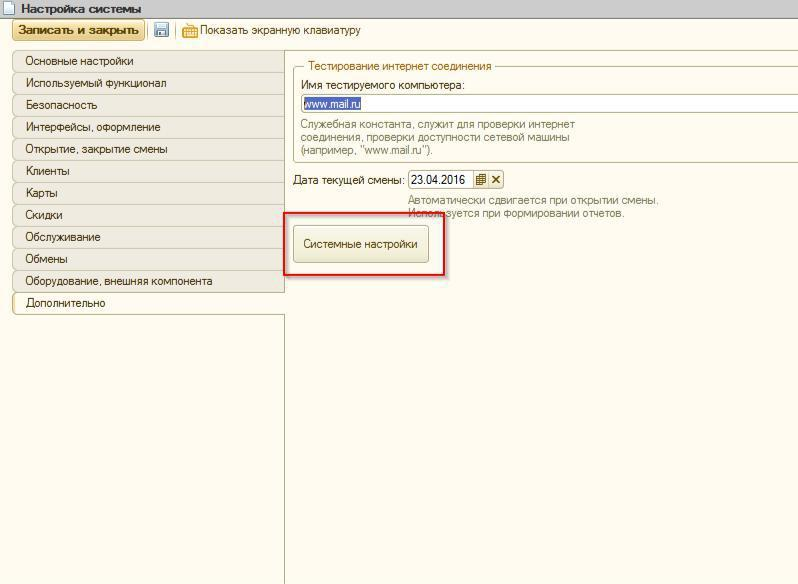 Настройка системы
Записать и закрыть Показать экранную клавиатуру
Основные настройки
Используемый функционал
Безопасность
Интерфейсы, оформление
Открытие, закрытие смены
Клиенты
Карты
Скидки
Обслуживание
Обмены
Оборудование, внешняя компонента
Дополнительно
Тестирование интернет соединения
Имя тестируемого компьютера:
www.mail.ru
Служебная константа, служит для проверки интернет
соединения, проверки доступности сетевой машины
(например, "www.mail.ru").
Дата текущей смены: 23.04.2016
Автоматически сдвигается при открытии смены.
Используется при формировании отчетов.
Системные настройки